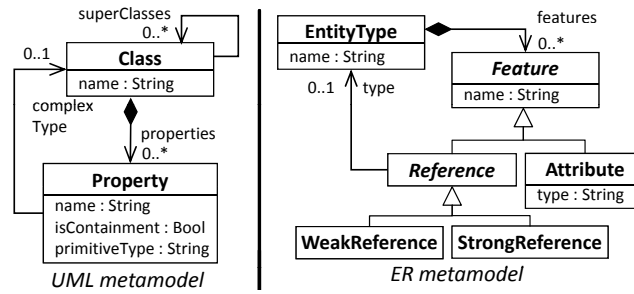 superClasses
0..*
Class
name : String
0..1
complex
Type
properties
0..*
Property
name : String
isContainment : Bool
primitiveType : String
UML metamodel
EntityType
name : String
features
0..*
Feature
name : String
0..1
type
Reference
Attribute
type : String
WeakReference
StrongReference
ER metamodel